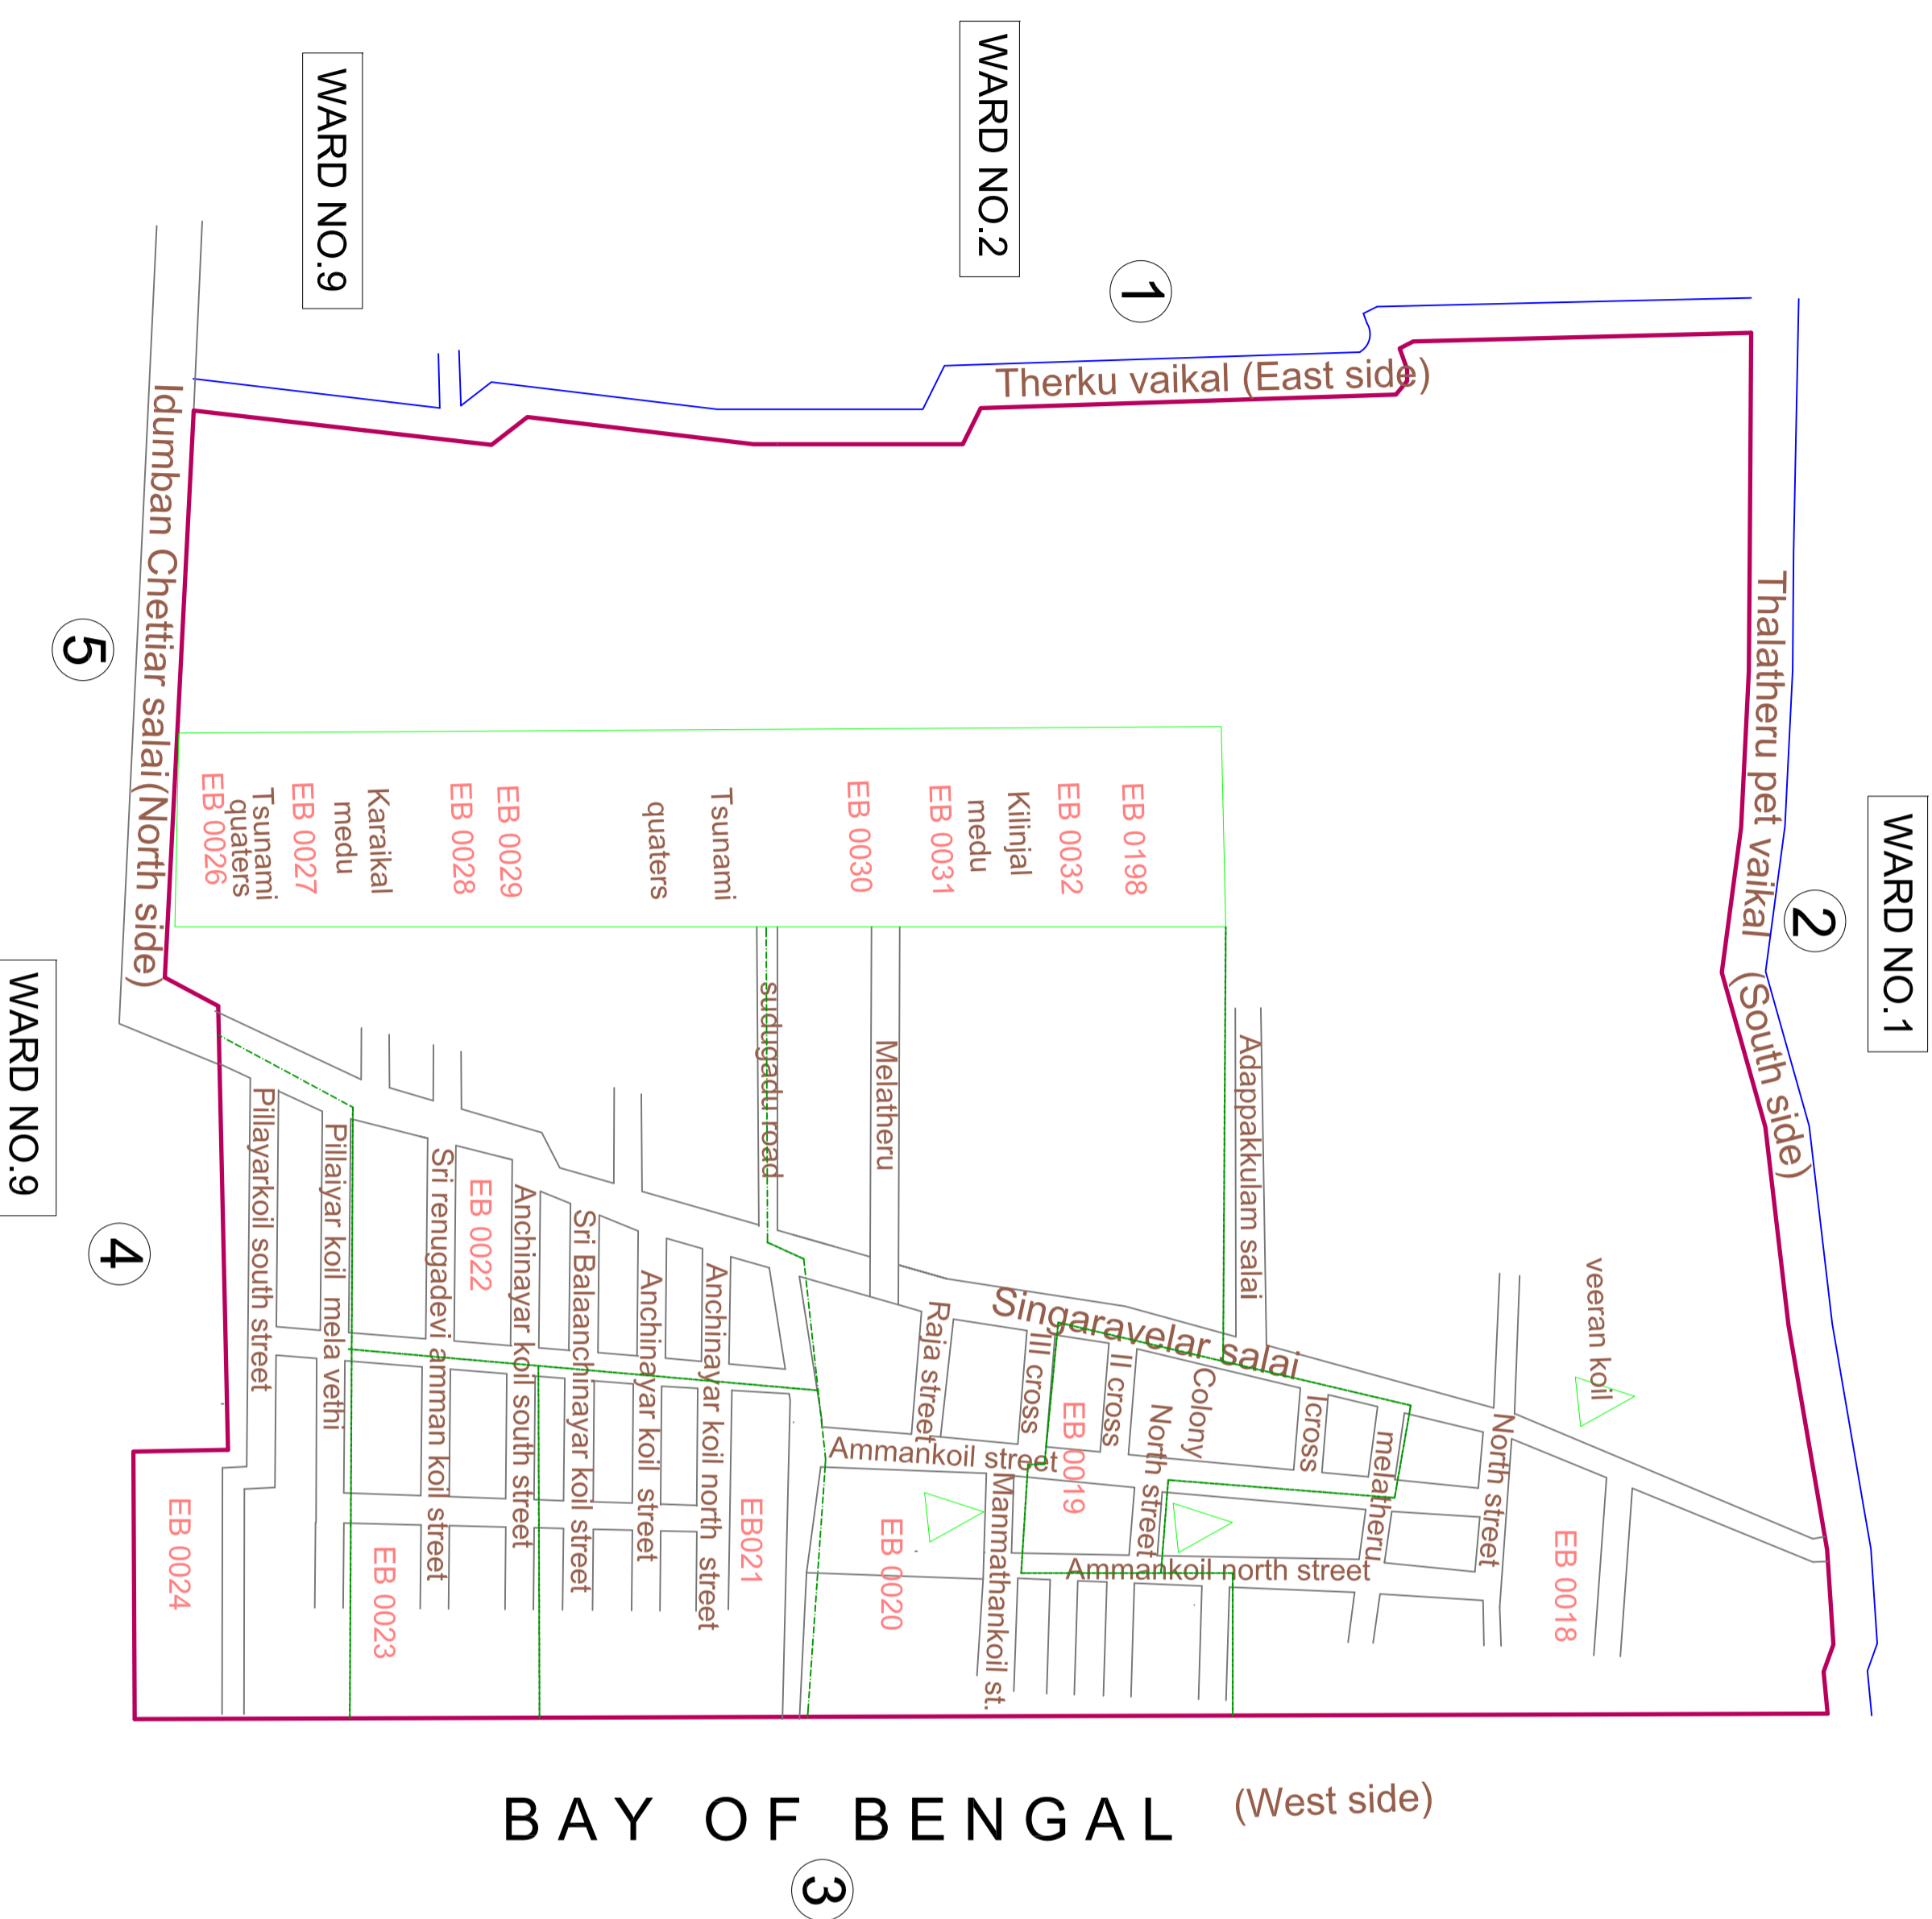 WARD NO.9
WARD NO.2
1
Therku vaikal (East side)
Thalatheru pet vaikal (South side)
WARD NO.1
2
Idumban Chettiar salai(North side)
5
WARD NO.9
4
EB 0026
Tsunami
quaters
EB 0027
Karaikal
medu
EB 0028
EB 0029
Tsunami
quaters
EB 0030
EB 0031
Kilinjal
medu
EB 0032
EB 0198
sudugadu road
Melatheru
Adappakkulam salai
veeran koil
Singaravelar salai
Pillayarkoil south street
Pillaiyar koil mela vethi
Sri renugadevi amman koil street
EB 0022
Anchinayar koil south street
Sri Balaanchinayar koil street
Anchinayar koil street
Anchinayar koil north street
Raja street
III cross
II cross
Colony
North street
Icross
melatheru
North street
EB 0019
Ammankoil street
Manmathankoil st.
Ammankoil north street
EB 0024
EB 0023
EB021
EB 0020
EB 0018
BAY OF BENGAL
(West side)
3